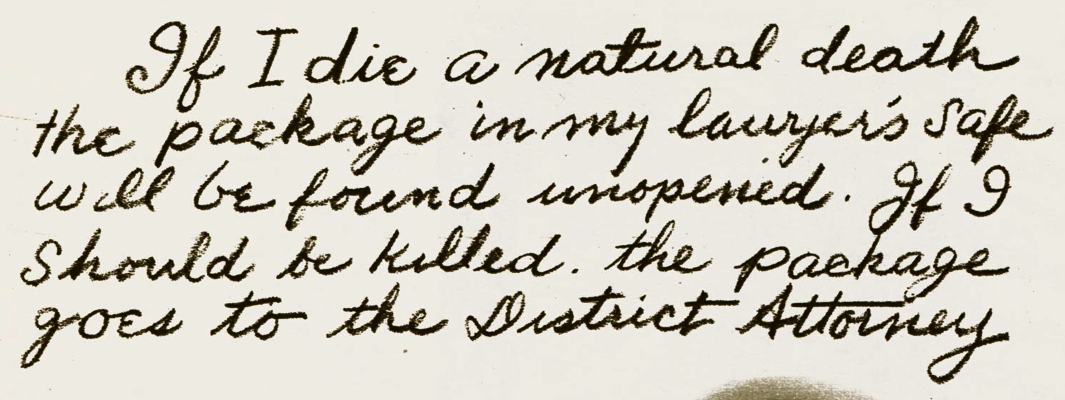 If I die a natural death
the package in my lawyer's safe
will be found unopened. If I
should be killed. the package
goes to the District Attorney